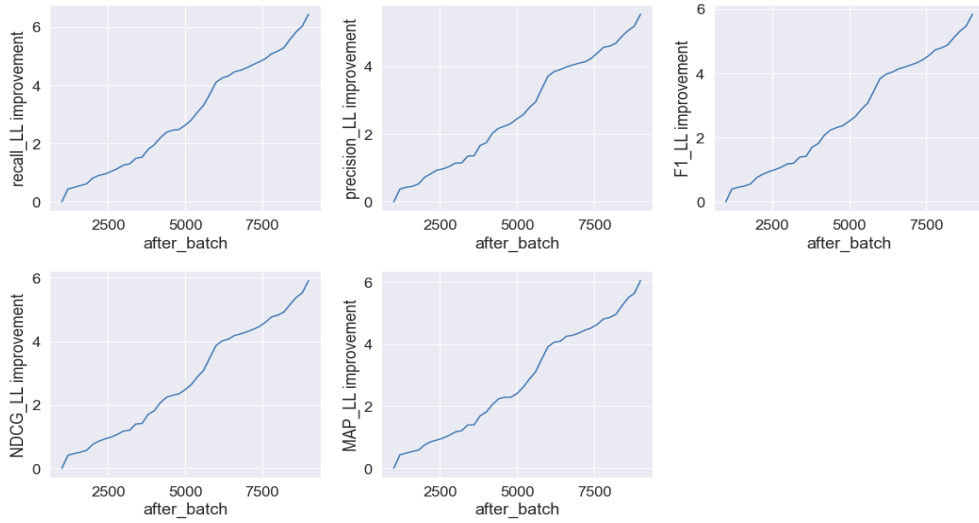 recall_LL improvement
6
4
2
0
2500 5000 7500
after_batch
precision_LL improvement
4
2
0
2500 5000 7500
after_batch
F1_LL improvement
6
4
2
0
2500 5000 7500
after_batch
NDCG_LL improvement
6
4
2
0
2500 5000 7500
after_batch
MAP_LL improvement
6
4
2
0
2500 5000 7500
after_batch